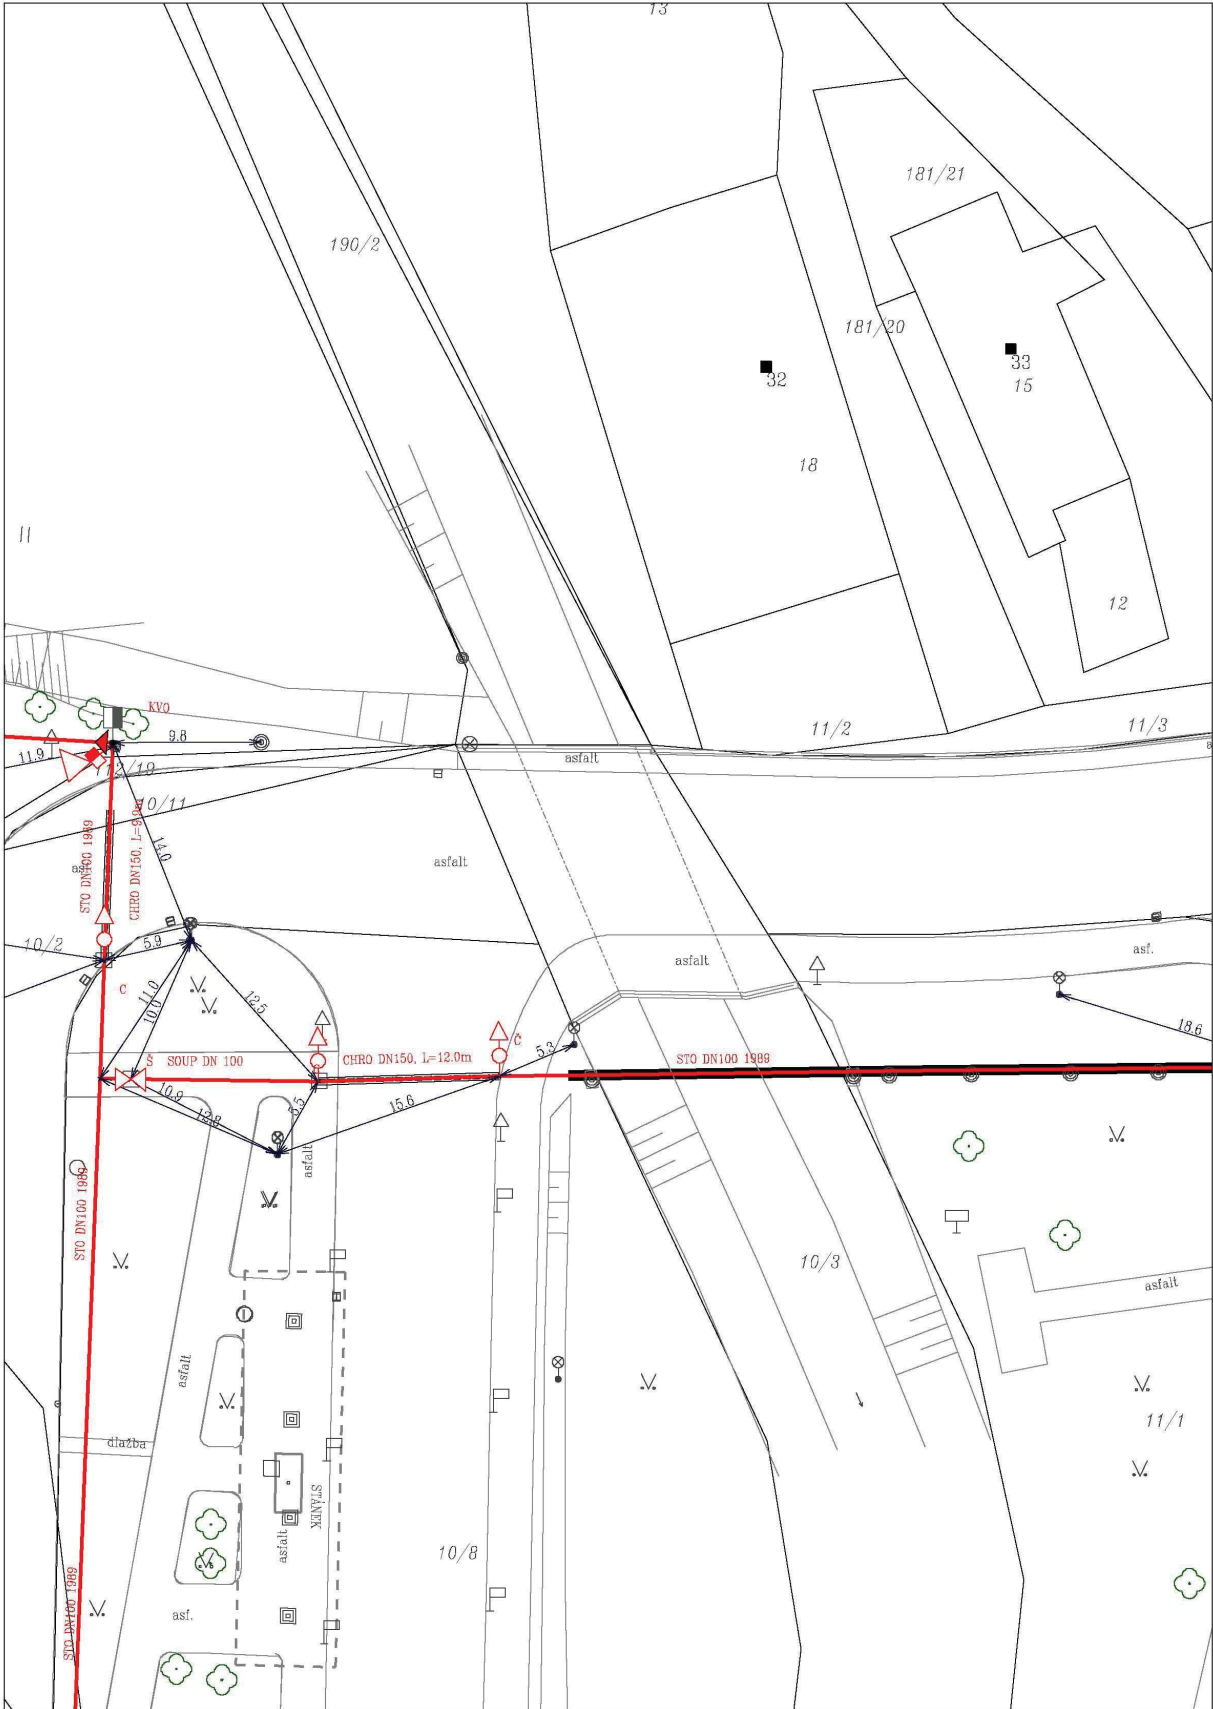 13
181/21
190/2
181/20
33
15
32
18
12
KVO
11/2
11/3
9.8
11.9
asfalt
112/19
10/11
STO DN100 1989
CHRO DN150, L=9.9m
14.0
asfalt
10/2
5.9
asfalt
asf.
C
11.0
10.0
12.5
18.6
Č
5.3
Š
SOUP DN 100
CHRO DN150, L=12.0m
STO DN100 1989
10.9
12.8
5.5
15.6
asfalt
STO DN100 1989
10/3
asfalt
asfalt
11/1
dlažba
STÁNEK
asfalt
10/8
STO DN100 1989
asf.